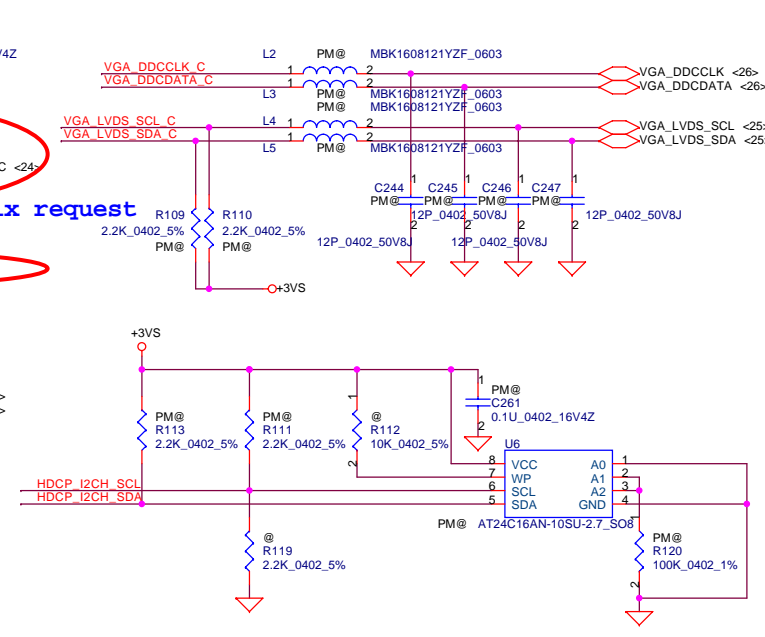 V4Z
L2 PM@ MBK1608121YZF_0603
VGA_DDCCLK_C 1 2 VGA_DDCCLK <26>
VGA_DDCDATA_C 1 2 VGA_DDCDATA <26>
L3 PM@ MBK1608121YZF_0603
PM@ MBK1608121YZF_0603
VGA_LVDS_SCL_C L4 1 2 VGA_LVDS_SCL <25>
VGA_LVDS_SDA_C 1 2 VGA_LVDS_SDA <25
L5 PM@ MBK1608121YZF_0603
C <24>
1 1 1 1
C244 C245 C246 C247
PM@ PM@ PM@ PM@
ix request
R109 R110 12P_0402_50V8J 12P_0402_50V8J
2.2K_0402_5% 2.2K_0402_5% 2 2 2 2
PM@ PM@ 12P_0402_50V8J 12P_0402_50V8J
+3VS
+3VS
1
PM@
C261
0.1U_0402_16V4Z
2
PM@ PM@ @ 1
R113 R111 R112
2.2K_0402_5% 2.2K_0402_5% 10K_0402_5%
2
U6
8 VCC A0 1
7 WP A1 2
HDCP_I2CH_SCL 6 SCL A2 3
HDCP_I2CH_SDA 5 SDA GND 4
PM@ AT24C16AN-10SU-2.7_SO8
@
R119
2.2K_0402_5%
1
PM@
R120
100K_0402_1%
2